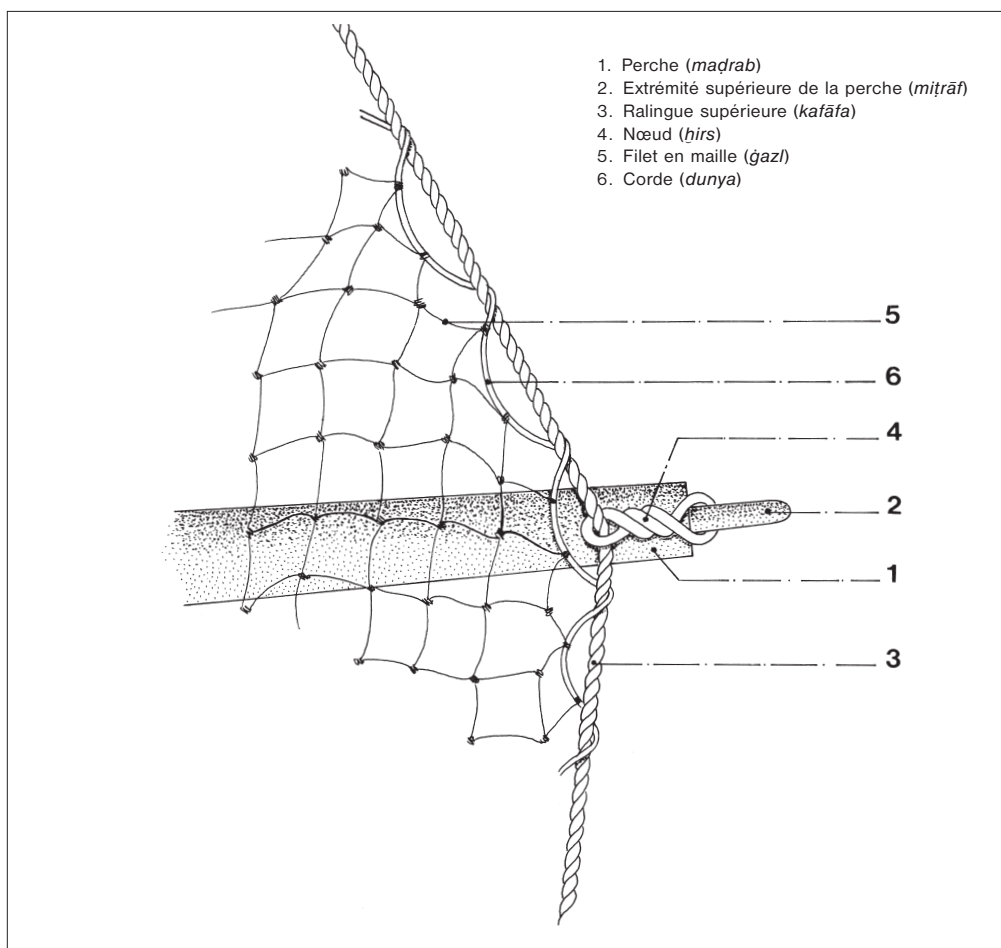 1. Perche (maḍrab)
2. Extrémité supérieure de la perche (miṭrāf)
3. Ralingue supérieure (kafāfa)
4. Nœud (ḫirs)
5. Filet en maille (ġazl)
6. Corde (dunya)
5
6
4
2
1
3